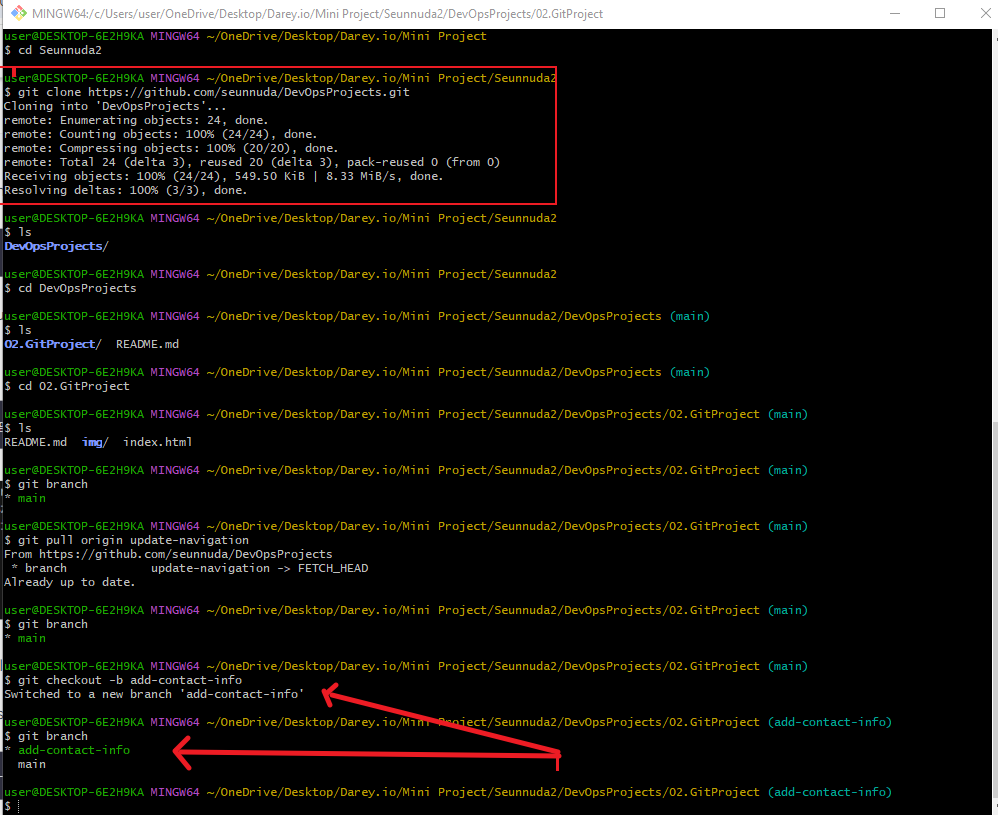 MINGW64:/c/Users/user/OneDrive/Desktop/Darey.io/Mini Project/Seunnuda2/DevOpsProjects/02.GitProject
user@DESKTOP-6E2H9KA MINGW64 ~/OneDrive/Desktop/Darey.io/Mini Project
$ cd Seunnuda2
user@DESKTOP-6E2H9KA MINGW64 ~/OneDrive/Desktop/Darey.io/Mini Project/Seunnuda2
$ git clone https://github.com/seunnuda/DevOpsProjects.git
Cloning into 'DevOpsProjects'...
remote: Enumerating objects: 24, done.
remote: Counting objects: 100% (24/24), done.
remote: Compressing objects: 100% (20/20), done.
remote: Total 24 (delta 3), reused 20 (delta 3), pack-reused 0 (from 0)
Receiving objects: 100% (24/24), 549.50 KiB | 8.33 MiB/s, done.
Resolving deltas: 100% (3/3), done.
user@DESKTOP-6E2H9KA MINGW64 ~/OneDrive/Desktop/Darey.io/Mini Project/Seunnuda2
$ ls
DevOpsProjects/
user@DESKTOP-6E2H9KA MINGW64 ~/OneDrive/Desktop/Darey.io/Mini Project/Seunnuda2
$ cd DevOpsProjects
user@DESKTOP-6E2H9KA MINGW64 ~/OneDrive/Desktop/Darey.io/Mini Project/Seunnuda2/DevOpsProjects (main)
$ ls
02.GitProject/  README.md
user@DESKTOP-6E2H9KA MINGW64 ~/OneDrive/Desktop/Darey.io/Mini Project/Seunnuda2/DevOpsProjects (main)
$ cd 02.GitProject
user@DESKTOP-6E2H9KA MINGW64 ~/OneDrive/Desktop/Darey.io/Mini Project/Seunnuda2/DevOpsProjects/02.GitProject (main)
$ ls
README.md  img/  index.html
user@DESKTOP-6E2H9KA MINGW64 ~/OneDrive/Desktop/Darey.io/Mini Project/Seunnuda2/DevOpsProjects/02.GitProject (main)
$ git branch
* main
user@DESKTOP-6E2H9KA MINGW64 ~/OneDrive/Desktop/Darey.io/Mini Project/Seunnuda2/DevOpsProjects/02.GitProject (main)
$ git pull origin update-navigation
From https://github.com/seunnuda/DevOpsProjects
 * branch            update-navigation -> FETCH_HEAD
Already up to date.
user@DESKTOP-6E2H9KA MINGW64 ~/OneDrive/Desktop/Darey.io/Mini Project/Seunnuda2/DevOpsProjects/02.GitProject (main)
$ git branch
* main
user@DESKTOP-6E2H9KA MINGW64 ~/OneDrive/Desktop/Darey.io/Mini Project/Seunnuda2/DevOpsProjects/02.GitProject (main)
$ git checkout -b add-contact-info
Switched to a new branch 'add-contact-info'
user@DESKTOP-6E2H9KA MINGW64 ~/OneDrive/Desktop/Darey.io/Mini Project/Seunnuda2/DevOpsProjects/02.GitProject (add-contact-info)
$ git branch
* add-contact-info
  main
user@DESKTOP-6E2H9KA MINGW64 ~/OneDrive/Desktop/Darey.io/Mini Project/Seunnuda2/DevOpsProjects/02.GitProject (add-contact-info)
$